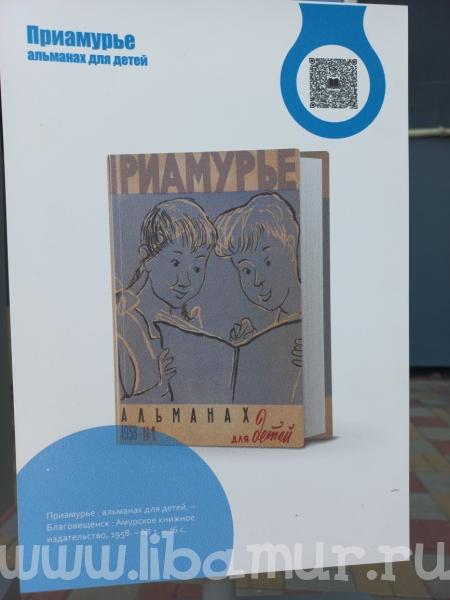 Приамурье
альманах для детей
ПРИАМУРЬЕ
АЛЬМАНАХ
1958 №1
для детей
Приамурье : альманах для детей. –
Благовещенск : Амурское книжное
издательство, 1958. – № 1. – с.
www.libamur.ru